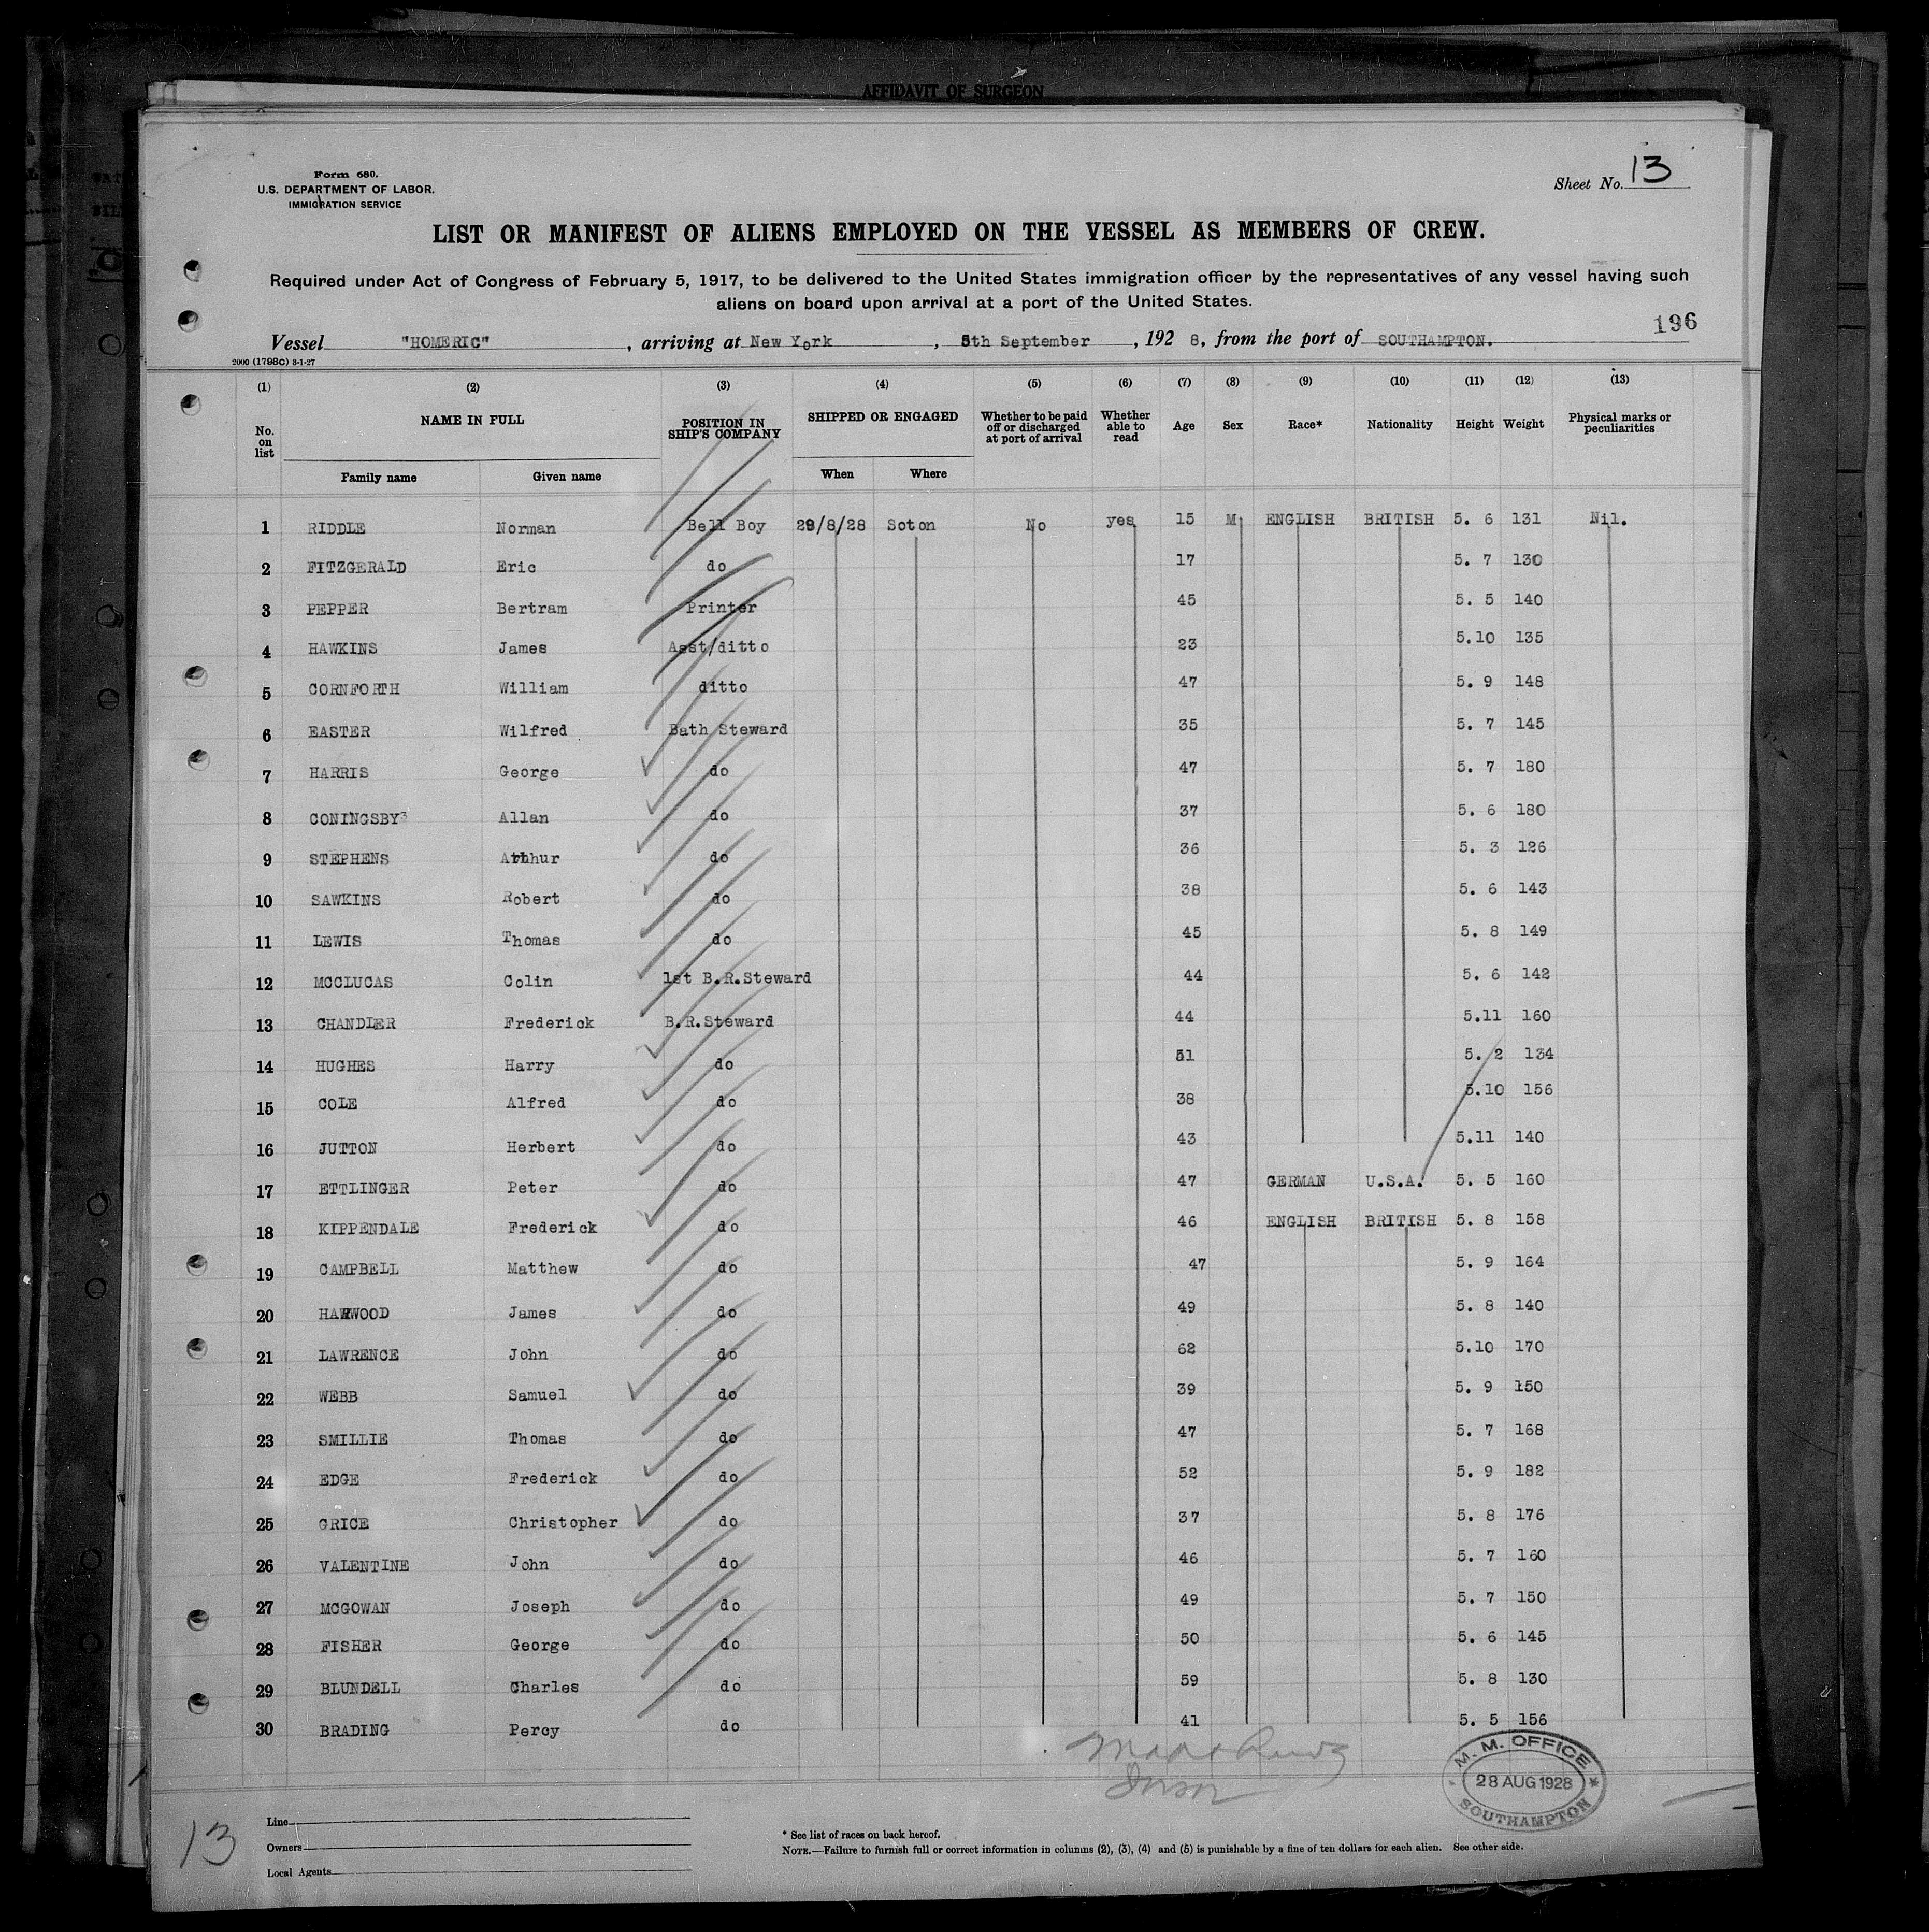 AFFIDAVIT OF SURGEON
Form 680.
U.S. DEPARTMENT OF LABOR.
IMMIGRATION SERVICE
Sheet No. 13
LIST OR MANIFEST OF ALIENS EMPLOYED ON THE VESSEL AS MEMBERS OF CREW.
Required under Act of Congress of February 5, 1917, to be delivered to the United States immigration officer by the representatives of any vessel having such
aliens on board upon arrival at a port of the United States.
196
Vessel "HOMERIC", arriving at New York, 5th September, 192 8, from the port of SOUTHAMPTON.
2000 (1798C) 8-1-27
(1) (2) (3) (4) (5) (6) (7) (8) (9) (10) (11) (12) (13)
No. on list NAME IN FULL POSITION IN SHIP'S COMPANY SHIPPED OR ENGAGED Whether to be paid off or discharged at port of arrival Whether able to read Age Sex Race* Nationality Height Weight Physical marks or peculiarities
Family name Given name When Where
1 RIDDLE Norman Bell Boy 29/8/28 Soton No yes 15 M ENGLISH BRITISH 5. 6 131 Nil.
2 FITZGERALD Eric do 17 5. 7 130
3 PEPPER Bertram Printer 45 5. 5 140
4 HAWKINS James Asst/ditto 23 5.10 135
5 CORNFORTH William ditto 47 5. 9 148
6 EASTER Wilfred Bath Steward 35 5. 7 145
7 HARRIS George do 47 5. 7 180
8 CONINGSBY Allan do 37 5. 6 180
9 STEPHENS Arthur do 36 5. 3 126
10 SAWKINS Robert do 38 5. 6 143
11 LEWIS Thomas do 45 5. 8 149
12 MCCLUCAS Colin 1st B.R.Steward 44 5. 6 142
13 CHANDLER Frederick B.R.Steward 44 5.11 160
14 HUGHES Harry do 51 5. 2 134
15 COLE Alfred do 38 5.10 156
16 JUTTON Herbert do 43 5.11 140
17 ETTLINGER Peter do 47 GERMAN U.S.A. 5. 5 160
18 KIPPENDALE Frederick do 46 ENGLISH BRITISH 5. 8 158
19 CAMPBELL Matthew do 47 5. 9 164
20 HARWOOD James do 49 5. 8 140
21 LAWRENCE John do 62 5.10 170
22 WEBB Samuel do 39 5. 9 150
23 SMILLIE Thomas do 47 5. 7 168
24 EDGE Frederick do 52 5. 9 182
25 GRICE Christopher do 37 5. 8 176
26 VALENTINE John do 46 5. 7 160
27 MCGOWAN Joseph do 49 5. 7 150
28 FISHER George do 50 5. 6 145
29 BLUNDELL Charles do 59 5. 8 130
30 BRADING Percy do 41 5. 5 156
M. M. OFFICE
28 AUG 1928
SOUTHAMPTON
13
Line
Owners
Local Agents
* See list of races on back hereof.
NOTE.—Failure to furnish full or correct information in columns (2), (3), (4) and (5) is punishable by a fine of ten dollars for each alien. See other side.